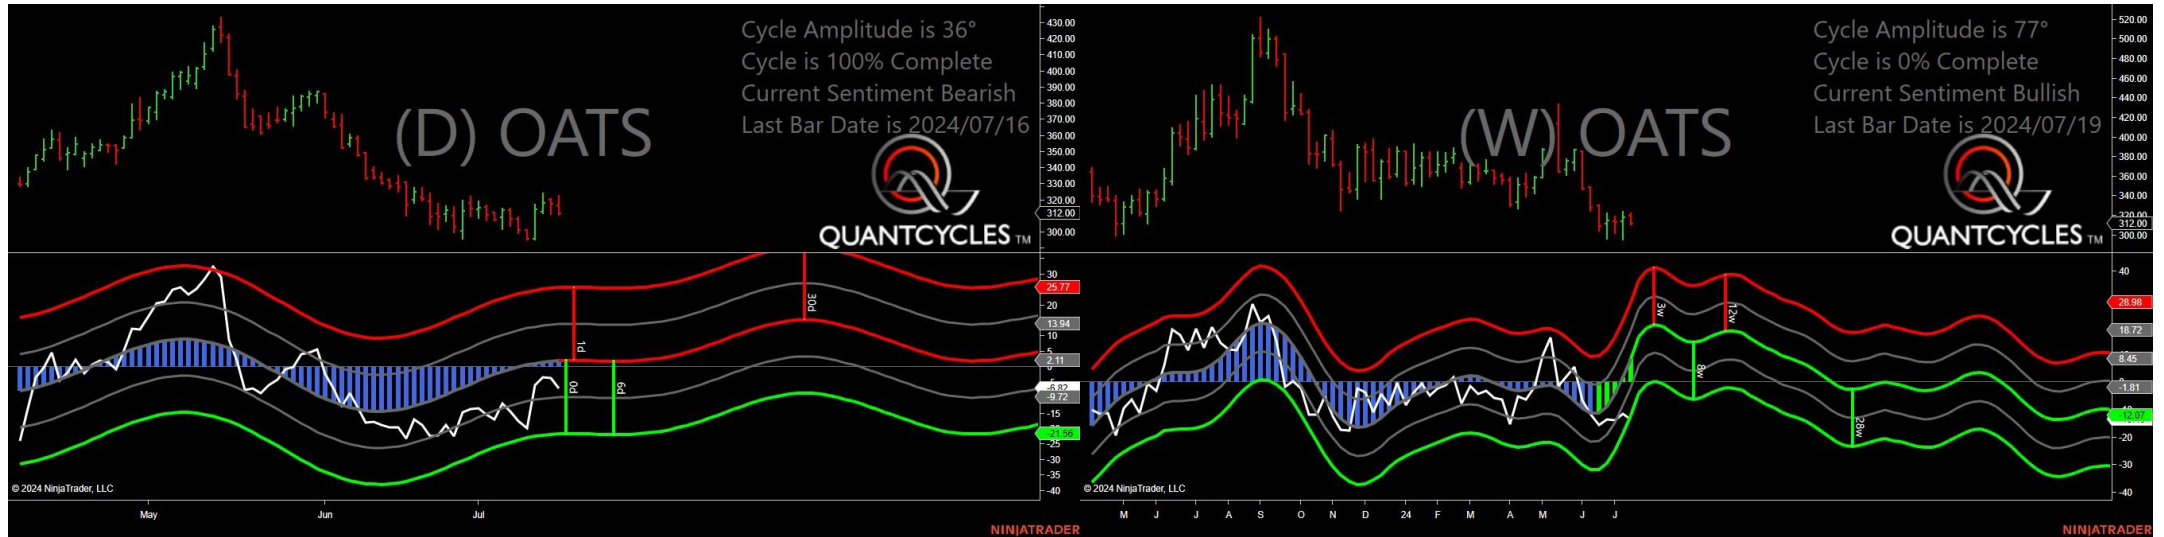 Cycle Amplitude is 36°
Cycle is 100% Complete
Current Sentiment Bearish
Last Bar Date is 2024/07/16
(D) OATS
QUANTCYCLES TM
430.00
420.00
410.00
400.00
390.00
380.00
370.00
360.00
350.00
340.00
330.00
320.00
312.00
300.00
30
25.77
20
13.94
10
5
2.11
-6.82
-9.72
-15
-21.56
-25
-30
-35
-40
1d
0d
6d
30d
© 2024 NinjaTrader, LLC
May
Jun
Jul
NINJATRADER
Cycle Amplitude is 77°
Cycle is 0% Complete
Current Sentiment Bullish
Last Bar Date is 2024/07/19
(W) OATS
QUANTCYCLES TM
520.00
500.00
480.00
460.00
440.00
420.00
400.00
380.00
360.00
340.00
320.00
312.00
300.00
40
28.98
18.72
8.45
-1.81
-12.07
-20
-30
-40
3w
12w
8w
28w
© 2024 NinjaTrader, LLC
M J J A S O N D 24 F M A M J J
NINJATRADER